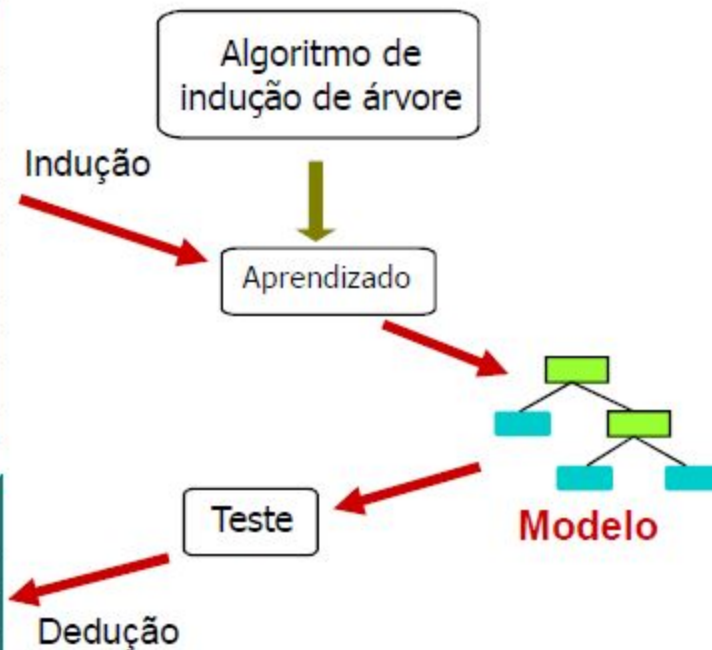 Algoritmo de
indução de árvore
Indução
Aprendizado
Teste
Modelo
Dedução